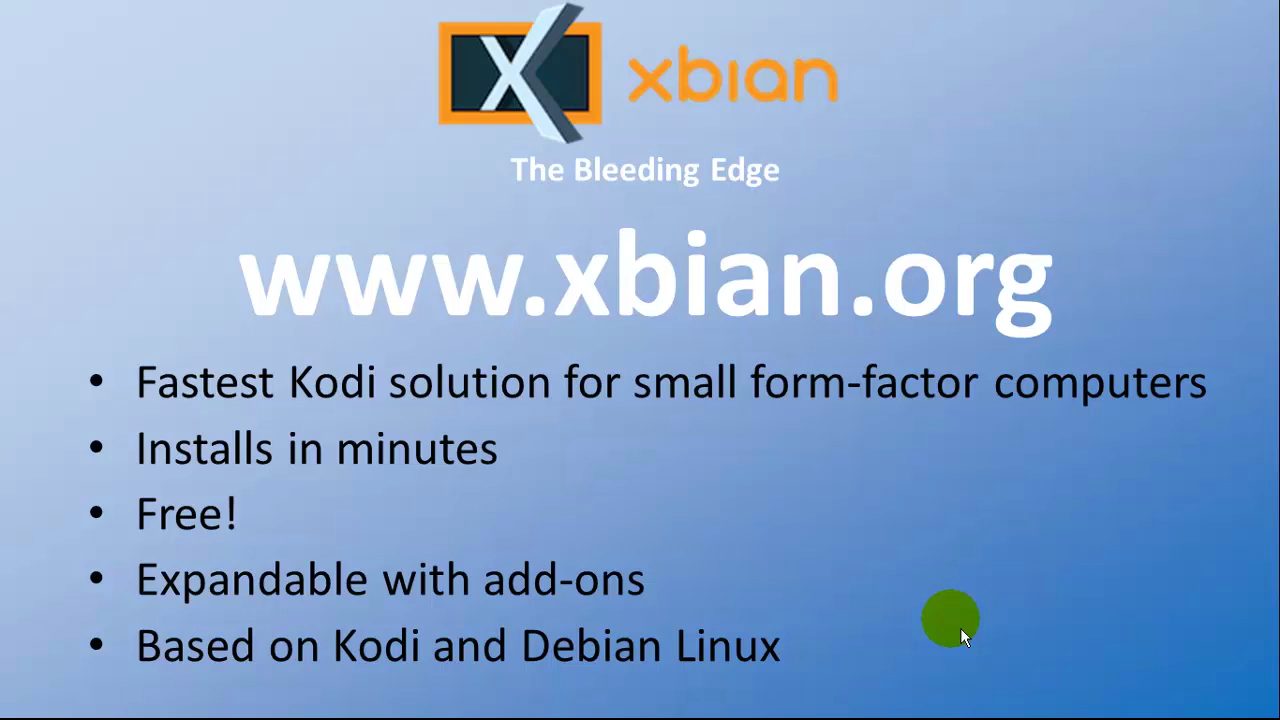 xbian
The Bleeding Edge
www.xbian.org
• Fastest Kodi solution for small form-factor computers
• Installs in minutes
• Free!
• Expandable with add-ons
• Based on Kodi and Debian Linux